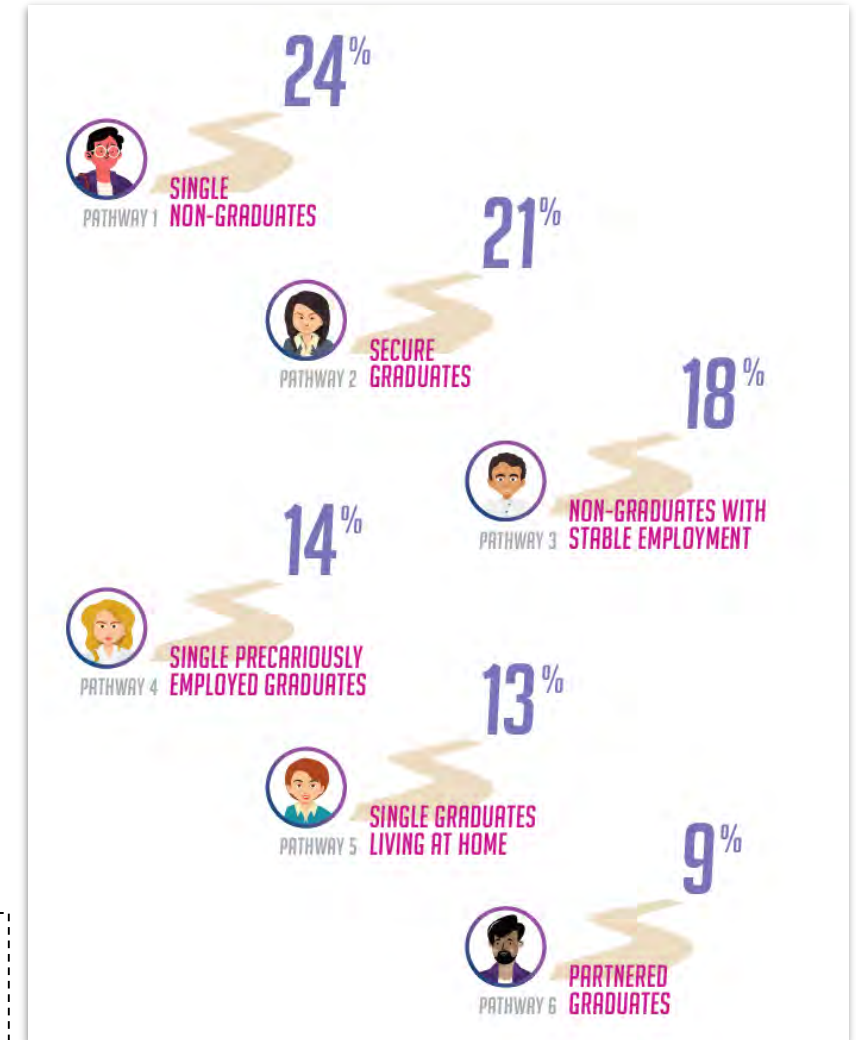 24%
SINGLE
PATHWAY 1 NON-GRADUATES
21%
SECURE
PATHWAY 2 GRADUATES
18%
NON-GRADUATES WITH
PATHWAY 3 STABLE EMPLOYMENT
14%
SINGLE PRECARIOUSLY
PATHWAY 4 EMPLOYED GRADUATES
13%
SINGLE GRADUATES
PATHWAY 5 LIVING AT HOME
9%
PARTNERED
PATHWAY 6 GRADUATES